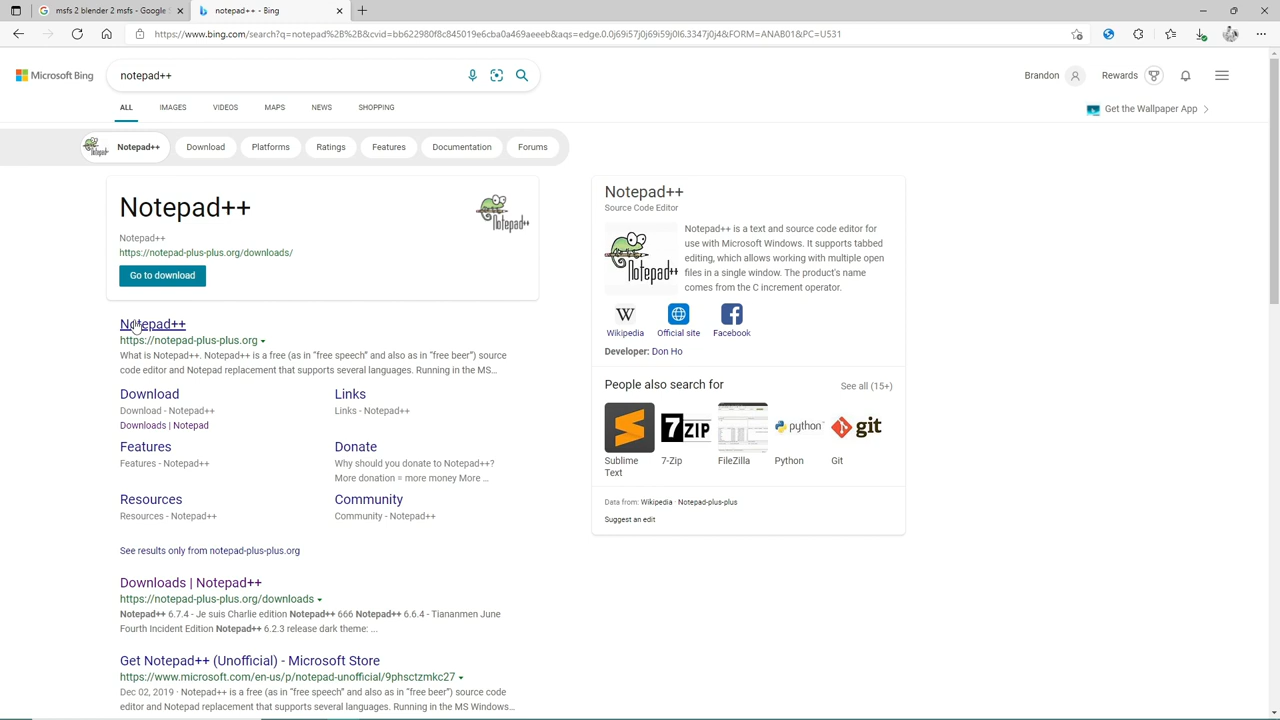 msfs 2 blender 2 msfs - Google S
notepad++ - Bing
https://www.bing.com/search?q=notepad%2B%2B&cvid=bb622980f8c845019e6cba0a469aeeeb&aqs=edge.0.0j69i57j0j69i59j0l6.3347j0j4&FORM=ANAB01&PC=U531
Microsoft Bing
notepad++
Brandon
Rewards
ALL
IMAGES
VIDEOS
MAPS
NEWS
SHOPPING
Get the Wallpaper App
Notepad++
Download
Platforms
Ratings
Features
Documentation
Forums
Notepad++
Notepad++
https://notepad-plus-plus.org/downloads/
Go to download
Notepad++
Notepad++
https://notepad-plus-plus.org
What is Notepad++. Notepad++ is a free (as in “free speech” and also as in “free beer”) source
code editor and Notepad replacement that supports several languages. Running in the MS…
Download
Download - Notepad++
Downloads | Notepad
Links
Links - Notepad++
Features
Features - Notepad++
Donate
Why should you donate to Notepad++?
More donation = more money More …
Resources
Resources - Notepad++
Community
Community - Notepad++
See results only from notepad-plus-plus.org
Downloads | Notepad++
https://notepad-plus-plus.org/downloads
Notepad++ 6.7.4 - Je suis Charlie edition Notepad++ 666 Notepad++ 6.6.4 - Tiananmen June
Fourth Incident Edition Notepad++ 6.2.3 release dark theme: ...
Get Notepad++ (Unofficial) - Microsoft Store
https://www.microsoft.com/en-us/p/notepad-unofficial/9phsctzmkc27
Dec 02, 2019 · Notepad++ is a free (as in “free speech” and also as in “free beer”) source code
editor and Notepad replacement that supports several languages. Running in the MS Windows…
Notepad++
Source Code Editor
Notepad++
Notepad++ is a text and source code editor for
use with Microsoft Windows. It supports tabbed
editing, which allows working with multiple open
files in a single window. The product's name
comes from the C increment operator.
W
Wikipedia
Official site
Facebook
Developer: Don Ho
People also search for
See all (15+)
7ZIP
python
git
Sublime
Text
7-Zip
FileZilla
Python
Git
Data from: Wikipedia · Notepad-plus-plus
Suggest an edit